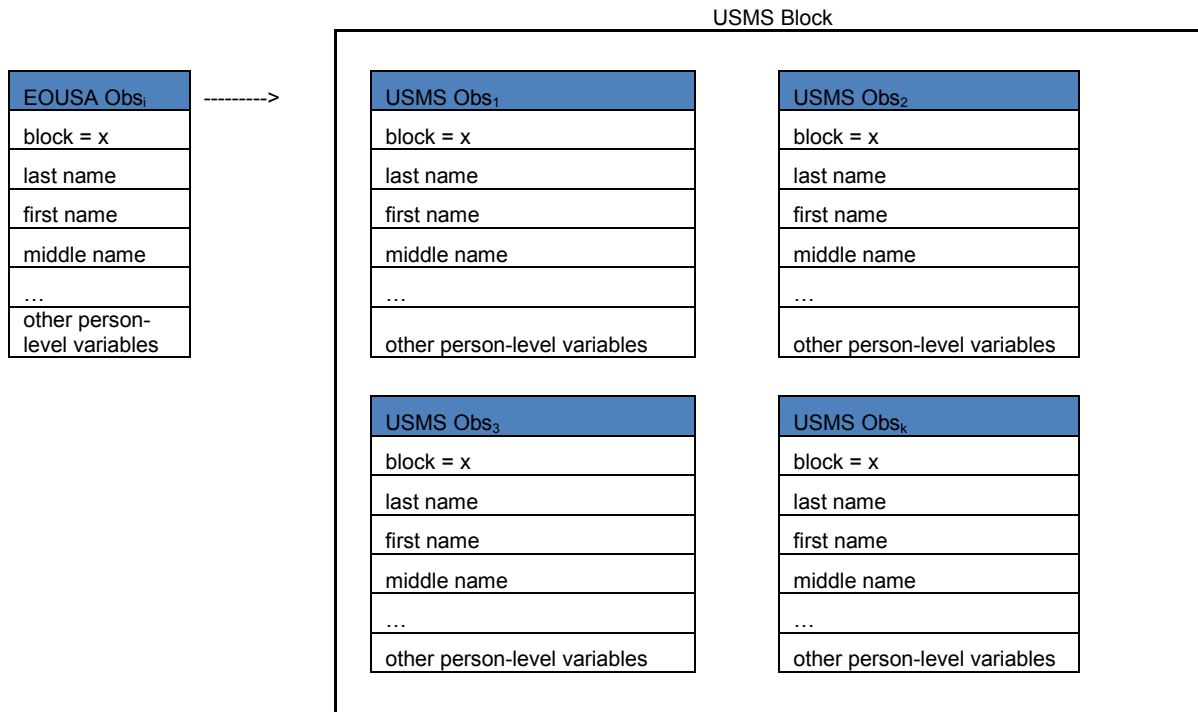 USMS Block
EOUSA Obsᵢ
block = x
last name
first name
middle name
…
other person-
level variables
--------->
USMS Obs₁
block = x
last name
first name
middle name
…
other person-level variables
USMS Obs₂
block = x
last name
first name
middle name
…
other person-level variables
USMS Obs₃
block = x
last name
first name
middle name
…
other person-level variables
USMS Obsₖ
block = x
last name
first name
middle name
…
other person-level variables